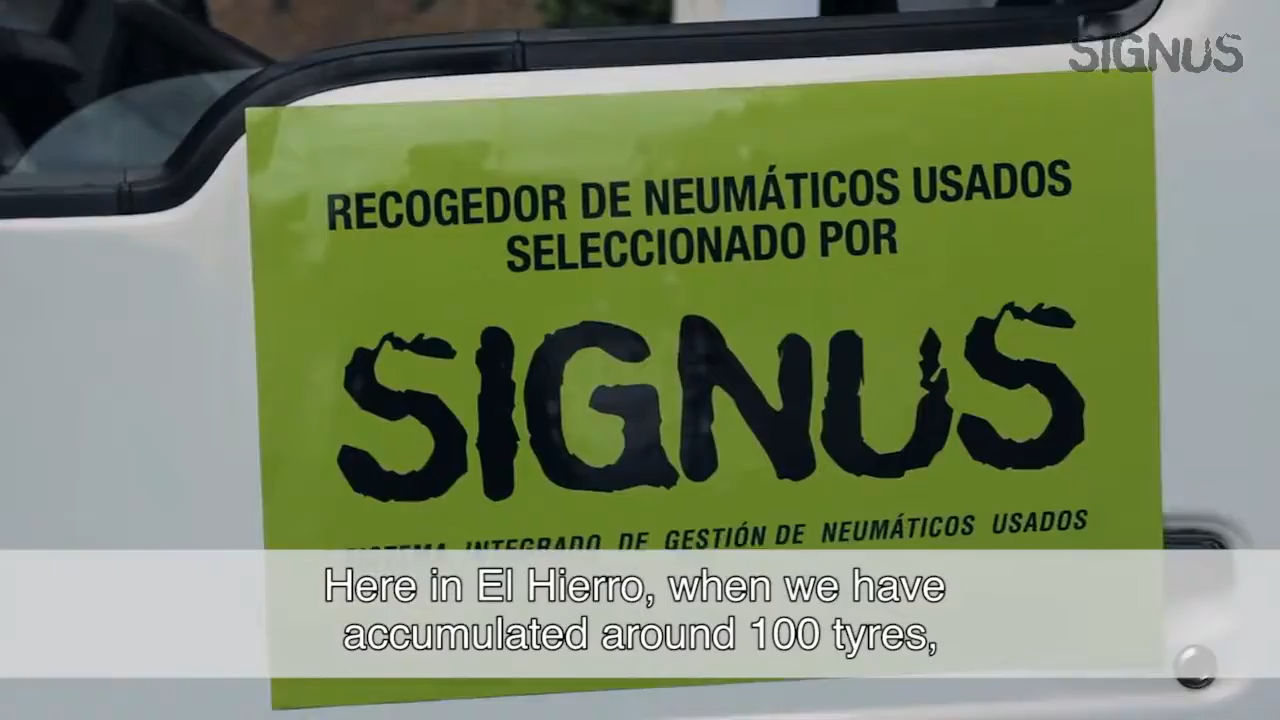 SIGNUS
RECOGEDOR DE NEUMÁTICOS USADOS
SELECCIONADO POR
SIGNUS
SISTEMA INTEGRADO DE GESTIÓN DE NEUMÁTICOS USADOS
Here in El Hierro, when we have
accumulated around 100 tyres,